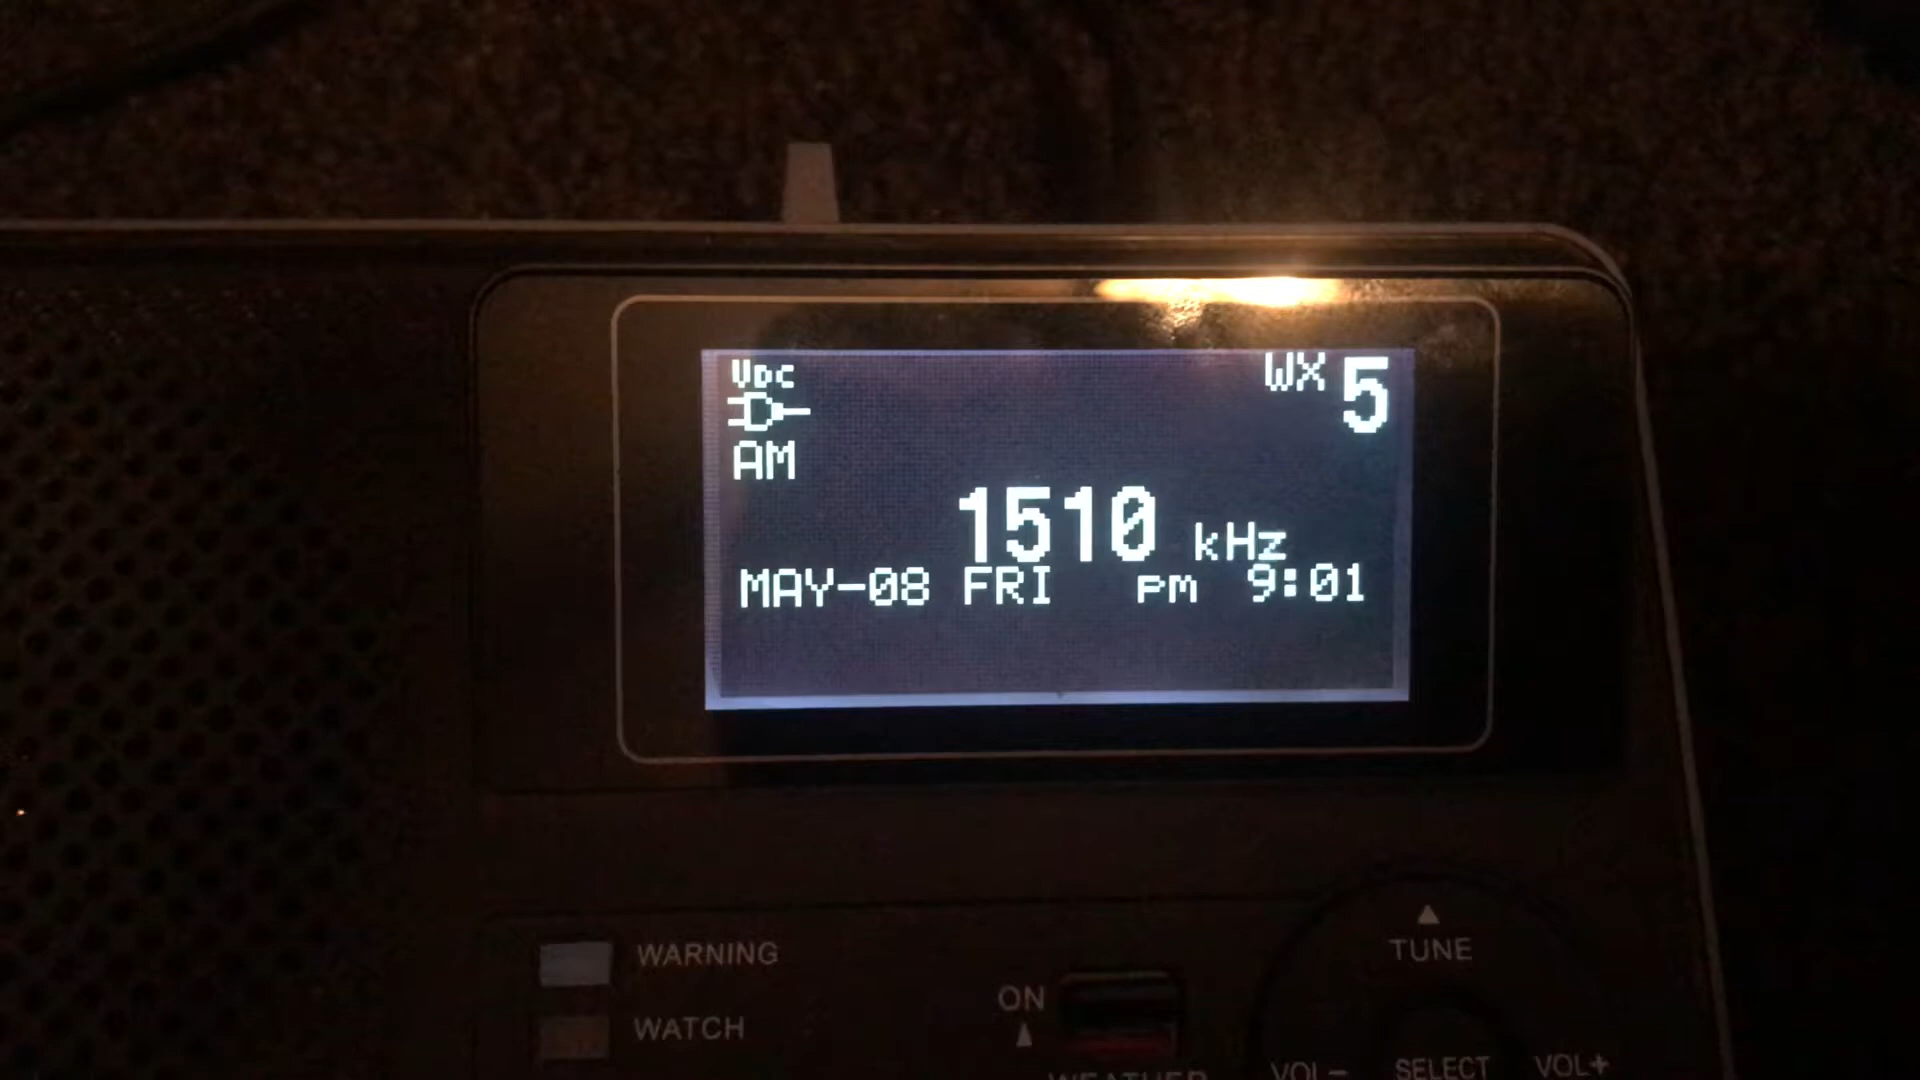 VDC
WX 5
AM
1510 kHz
MAY-08 FRI PM 9:01
WARNING
TUNE
ON
WATCH
VOL- SELECT VOL+
WEATHER